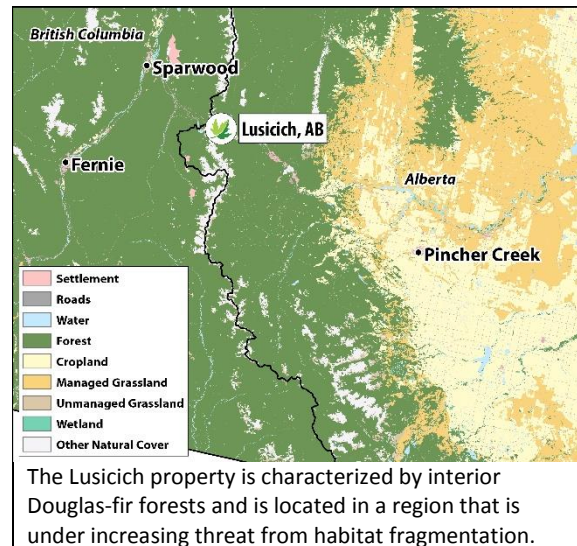 British Columbia
Sparwood
Lusicich, AB
Fernie
Alberta
Pincher Creek
Settlement
Roads
Water
Forest
Cropland
Managed Grassland
Unmanaged Grassland
Wetland
Other Natural Cover
The Lusicich property is characterized by interior
Douglas-fir forests and is located in a region that is
under increasing threat from habitat fragmentation.